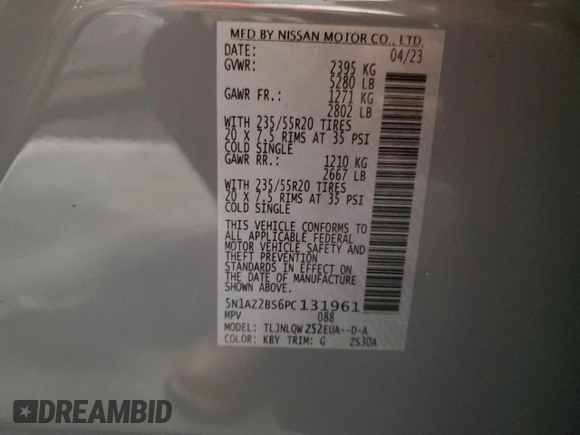 MFD BY NISSAN MOTOR CO., LTD.
DATE: 04/23
GVWR: 2395 KG
5280 LB
GAWR FR.: 1271 KG
2802 LB
WITH 235/55R20 TIRES
20 X 7.5 RIMS AT 35 PSI
COLD SINGLE
GAWR RR.: 1210 KG
2667 LB
WITH 235/55R20 TIRES
20 X 7.5 RIMS AT 35 PSI
COLD SINGLE
THIS VEHICLE CONFORMS TO
ALL APPLICABLE FEDERAL
MOTOR VEHICLE SAFETY AND
THEFT PREVENTION
STANDARDS IN EFFECT ON
THE DATE OF MANUFACTURE
SHOWN ABOVE.
5N1AZ2BS6PC131961
MPV 088
MODEL: TLJNLQWZ52EUA--D-A
COLOR: KBY TRIM: G ZS30A
DREAMBID